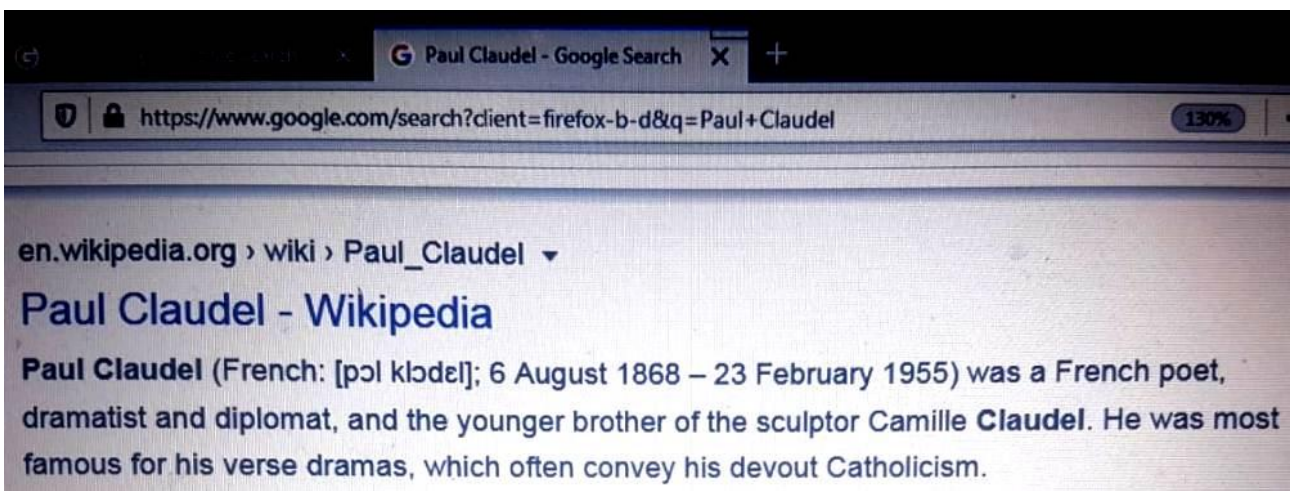 Paul Claudel - Google Search
https://www.google.com/search?client=firefox-b-d&q=Paul+Claudel 130%
en.wikipedia.org › wiki › Paul_Claudel
Paul Claudel - Wikipedia
Paul Claudel (French: [pɔl klodɛl]; 6 August 1868 – 23 February 1955) was a French poet,
dramatist and diplomat, and the younger brother of the sculptor Camille Claudel. He was most
famous for his verse dramas, which often convey his devout Catholicism.